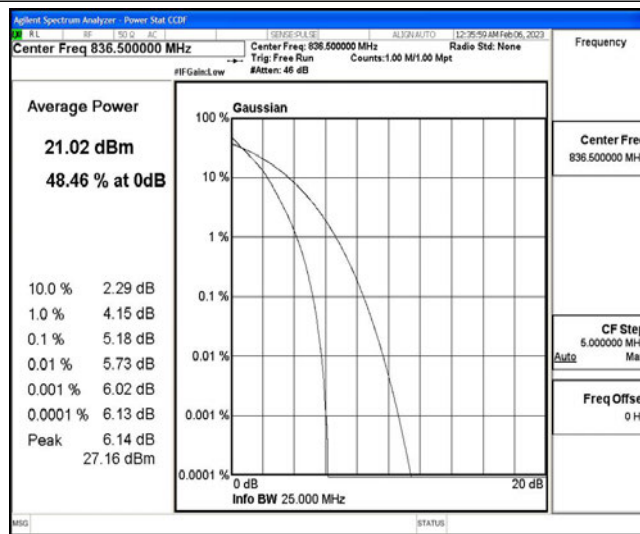 Agilent Spectrum Analyzer - Power Stat CCDF
RL RF 50 Ω AC SENSE:PULSE ALIGN AUTO 12:35:59 AM Feb 06, 2023
Center Freq 836.500000 MHz
Center Freq: 836.500000 MHz Radio Std: None
Trig: Free Run Counts:1.00 M/1.00 Mpt
#IFGain:Low #Atten: 46 dB
Frequency
Average Power
21.02 dBm
48.46 % at 0dB
10.0 % 2.29 dB
1.0 % 4.15 dB
0.1 % 5.18 dB
0.01 % 5.73 dB
0.001 % 6.02 dB
0.0001 % 6.13 dB
Peak 6.14 dB
27.16 dBm
Gaussian
100 %
10 %
1 %
0.1 %
0.01 %
0.001 %
0.0001 %
0 dB 20 dB
Info BW 25.000 MHz
Center Fre
836.500000 MH
CF Step
5.000000 MH
Auto Ma
Freq Offse
0 H
MSG STATUS